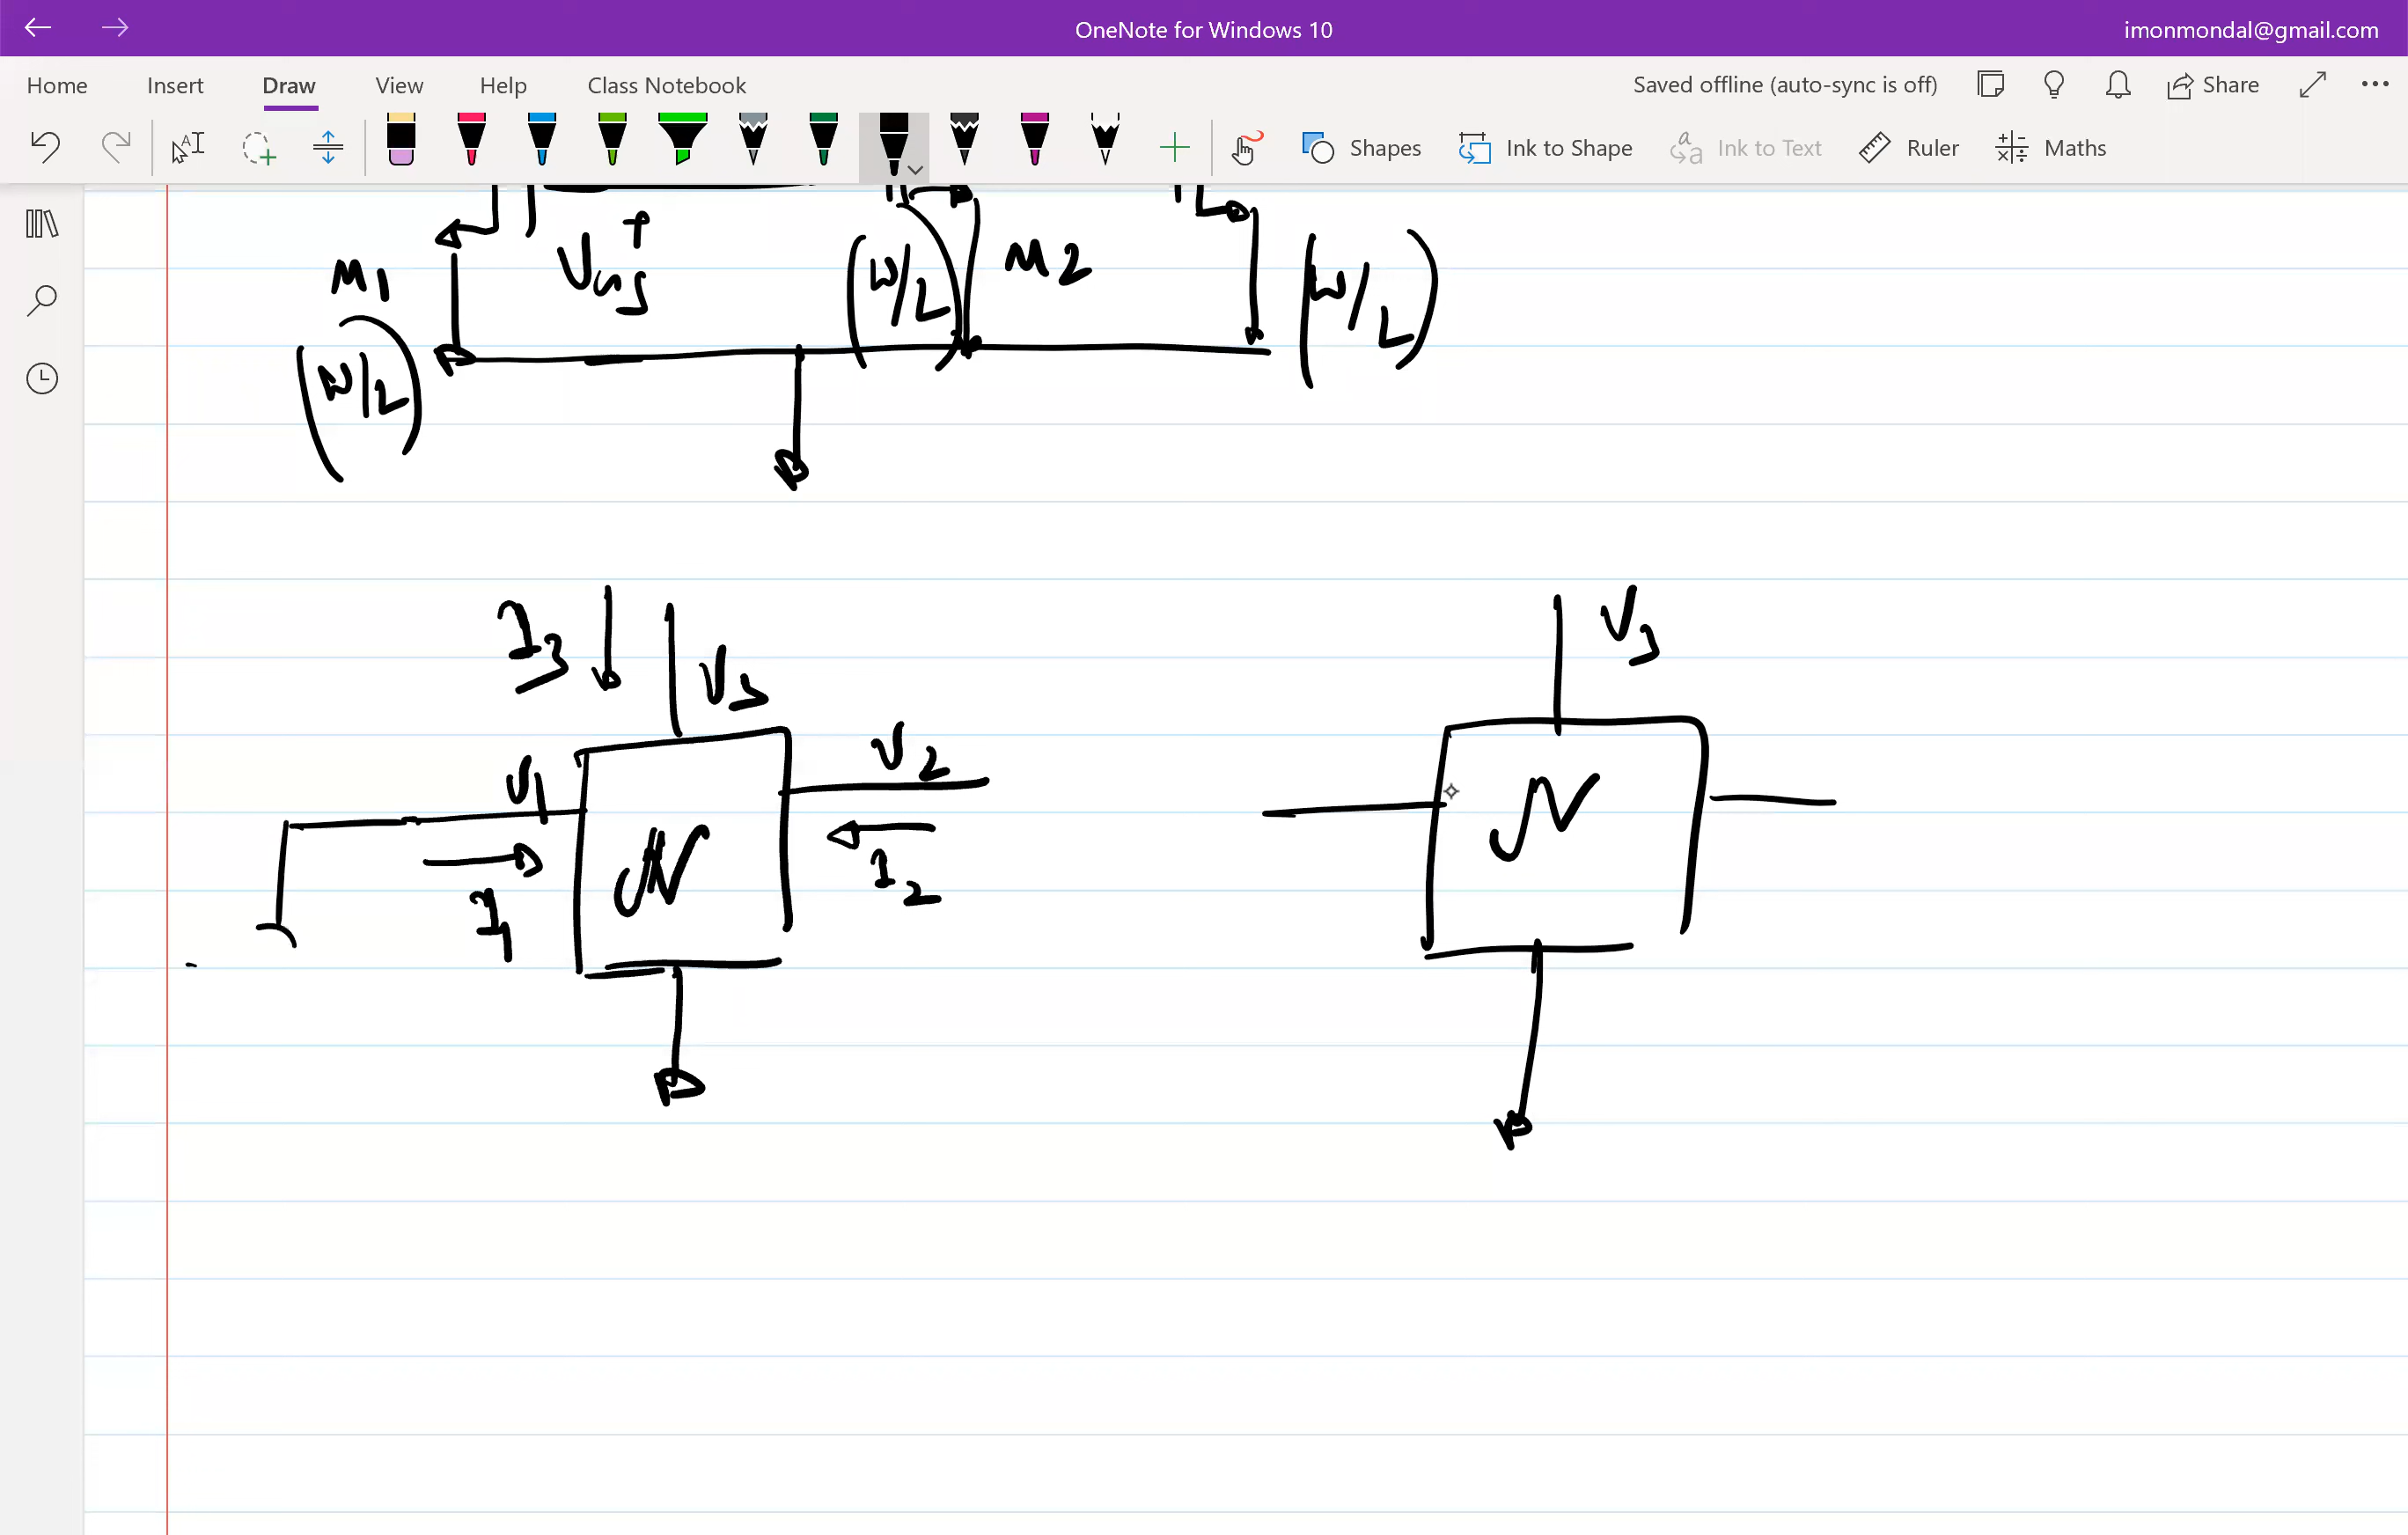 OneNote for Windows 10
imonmondal@gmail.com
Home Insert Draw View Help Class Notebook
Saved offline (auto-sync is off) Share
Shapes Ink to Shape Ink to Text Ruler Maths
M1 (W/L)
(W/L) M2
(W/L)
I3 V3
V3
V1 V2
N
N
I1 I2